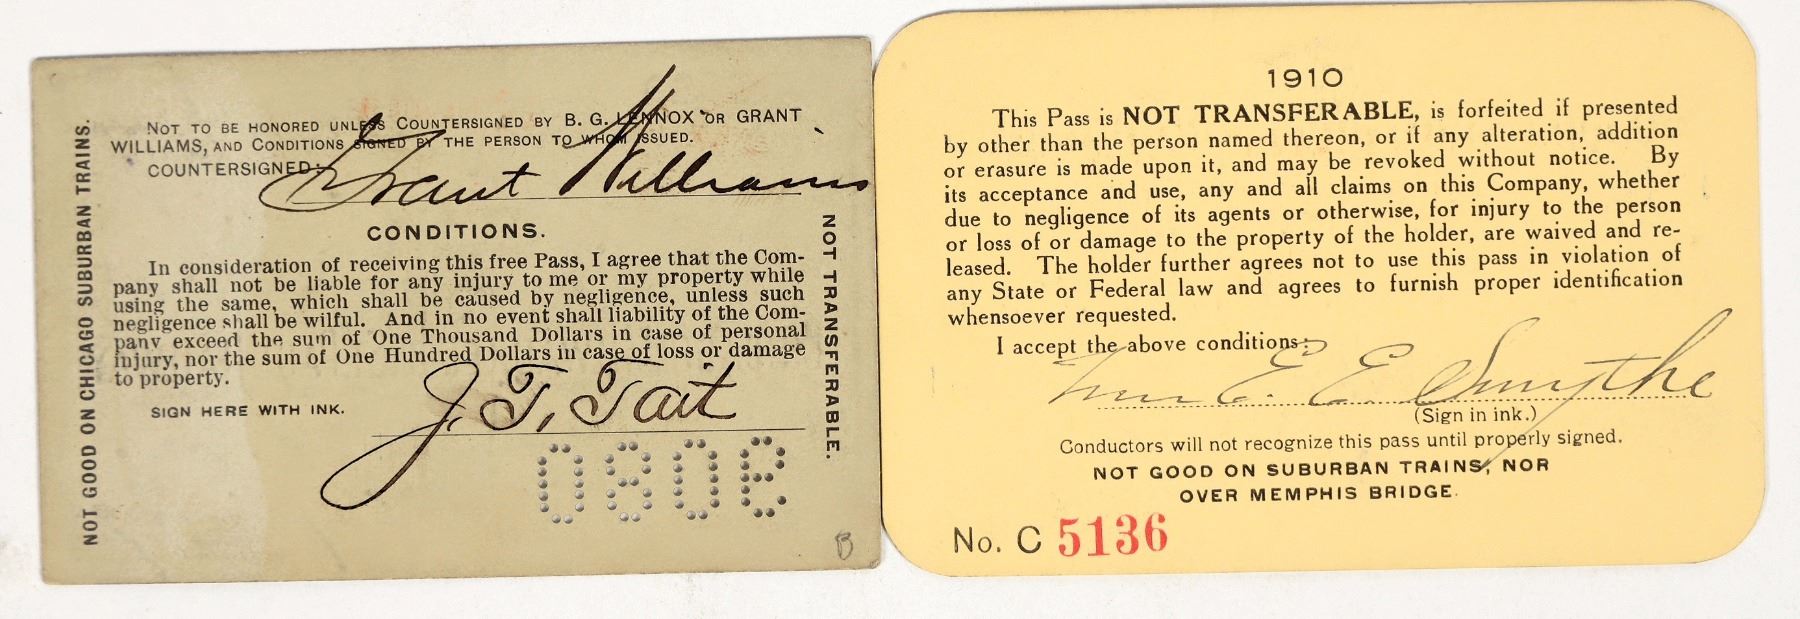 NOT GOOD ON CHICAGO SUBURBAN TRAINS.
NOT TO BE HONORED UNLESS COUNTERSIGNED BY B. G. LENNOX OR GRANT
WILLIAMS, AND CONDITIONS SIGNED BY THE PERSON TO WHOM ISSUED.
COUNTERSIGNED:
Grant Williams
CONDITIONS.
In consideration of receiving this free Pass, I agree that the Com-
pany shall not be liable for any injury to me or my property while
using the same, which shall be caused by negligence, unless such
negligence shall be wilful. And in no event shall liability of the Com-
pany exceed the sum of One Thousand Dollars in case of personal
injury, nor the sum of One Hundred Dollars in case of loss or damage
to property.
SIGN HERE WITH INK.
J. T. Tait
NOT TRANSFERABLE.
B
1910
This Pass is NOT TRANSFERABLE, is forfeited if presented
by other than the person named thereon, or if any alteration, addition
or erasure is made upon it, and may be revoked without notice. By
its acceptance and use, any and all claims on this Company, whether
due to negligence of its agents or otherwise, for injury to the person
or loss of or damage to the property of the holder, are waived and re-
leased. The holder further agrees not to use this pass in violation of
any State or Federal law and agrees to furnish proper identification
whensoever requested.
I accept the above conditions:
E. E. Smythe
(Sign in ink.)
Conductors will not recognize this pass until properly signed.
NOT GOOD ON SUBURBAN TRAINS, NOR
OVER MEMPHIS BRIDGE.
No. C 5136